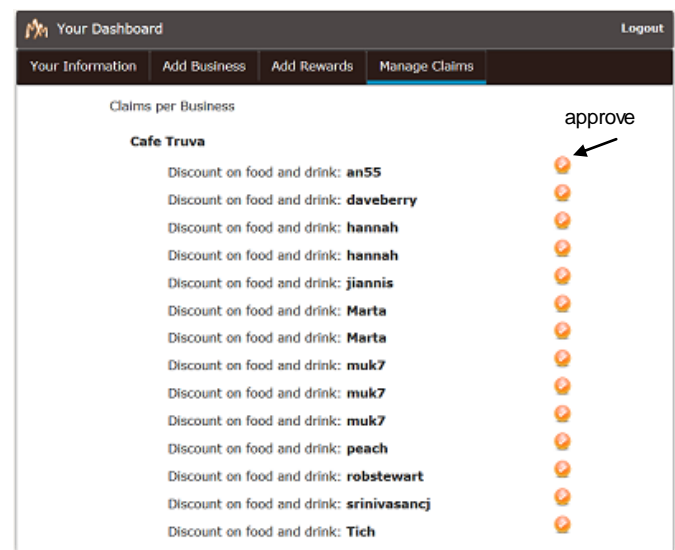 Your Dashboard Logout
Your Information Add Business Add Rewards Manage Claims
Claims per Business
approve
Cafe Truva
Discount on food and drink: an55
Discount on food and drink: daveberry
Discount on food and drink: hannah
Discount on food and drink: hannah
Discount on food and drink: jiannis
Discount on food and drink: Marta
Discount on food and drink: Marta
Discount on food and drink: muk7
Discount on food and drink: muk7
Discount on food and drink: muk7
Discount on food and drink: peach
Discount on food and drink: robstewart
Discount on food and drink: srinivasancj
Discount on food and drink: Tich